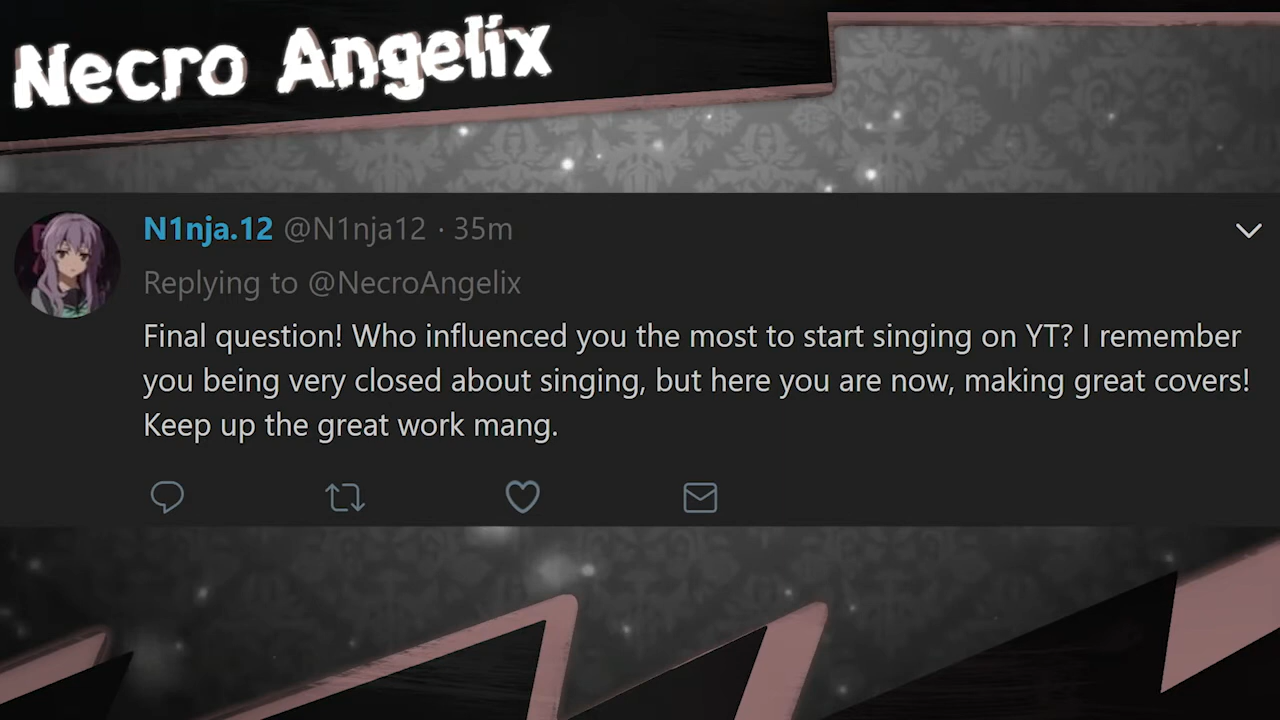 Necro Angelix
N1nja.12 @N1nja12 · 35m
Replying to @NecroAngelix
Final question! Who influenced you the most to start singing on YT? I remember
you being very closed about singing, but here you are now, making great covers!
Keep up the great work mang.